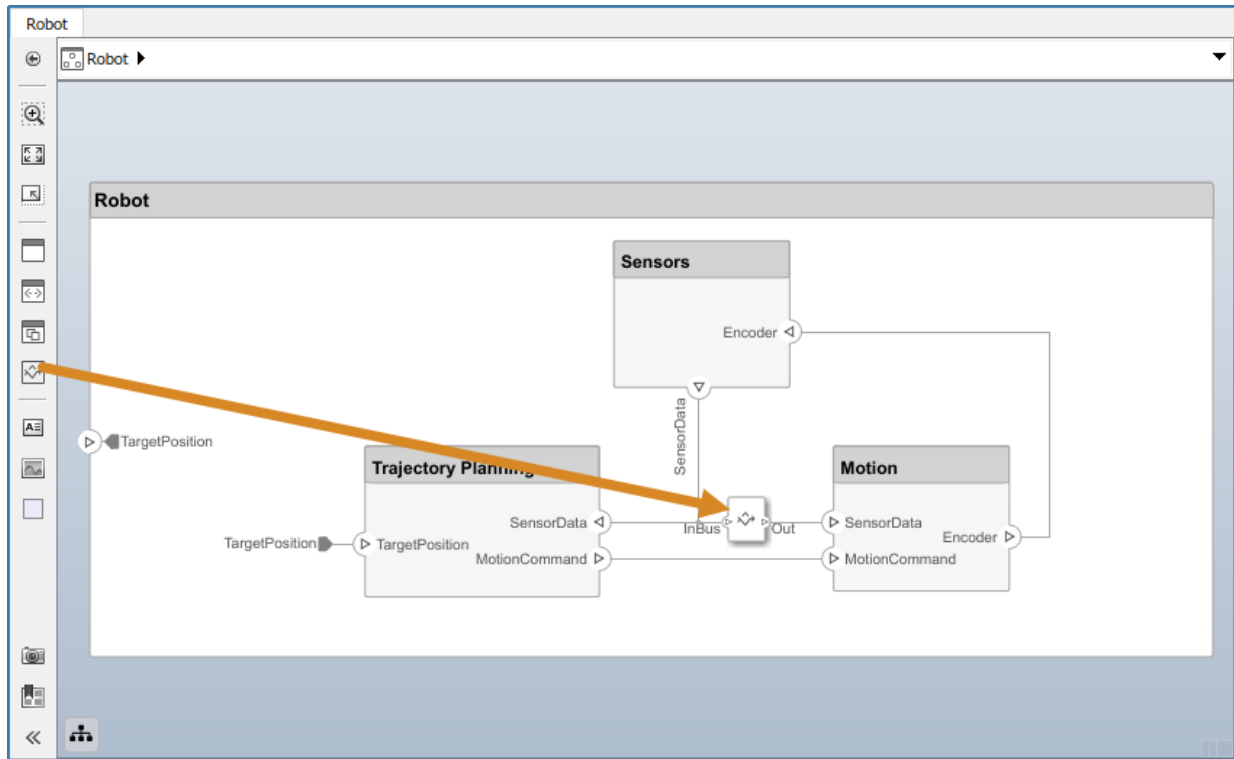 Robot
Robot
Robot
Sensors
Encoder
SensorData
TargetPosition
Trajectory Planning
Motion
SensorData
InBus
Out
SensorData
TargetPosition
TargetPosition
Encoder
MotionCommand
MotionCommand